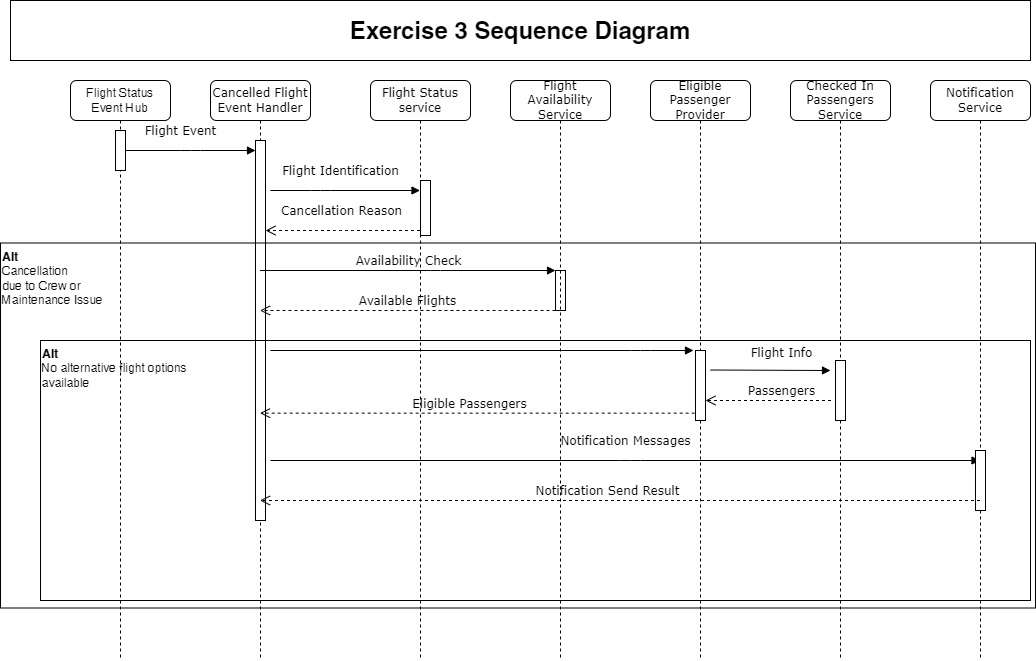 Exercise 3 Sequence Diagram
Flight Status
Event Hub
Cancelled Flight
Event Handler
Flight Status
service
Flight
Availability
Service
Eligible
Passenger
Provider
Checked In
Passengers
Service
Notification
Service
Flight Event
Flight Identification
Cancellation Reason
Alt
Cancellation
due to Crew or
Maintenance Issue
Availability Check
Available Flights
Alt
No alternative flight options
available
Flight Info
Passengers
Eligible Passengers
Notification Messages
Notification Send Result